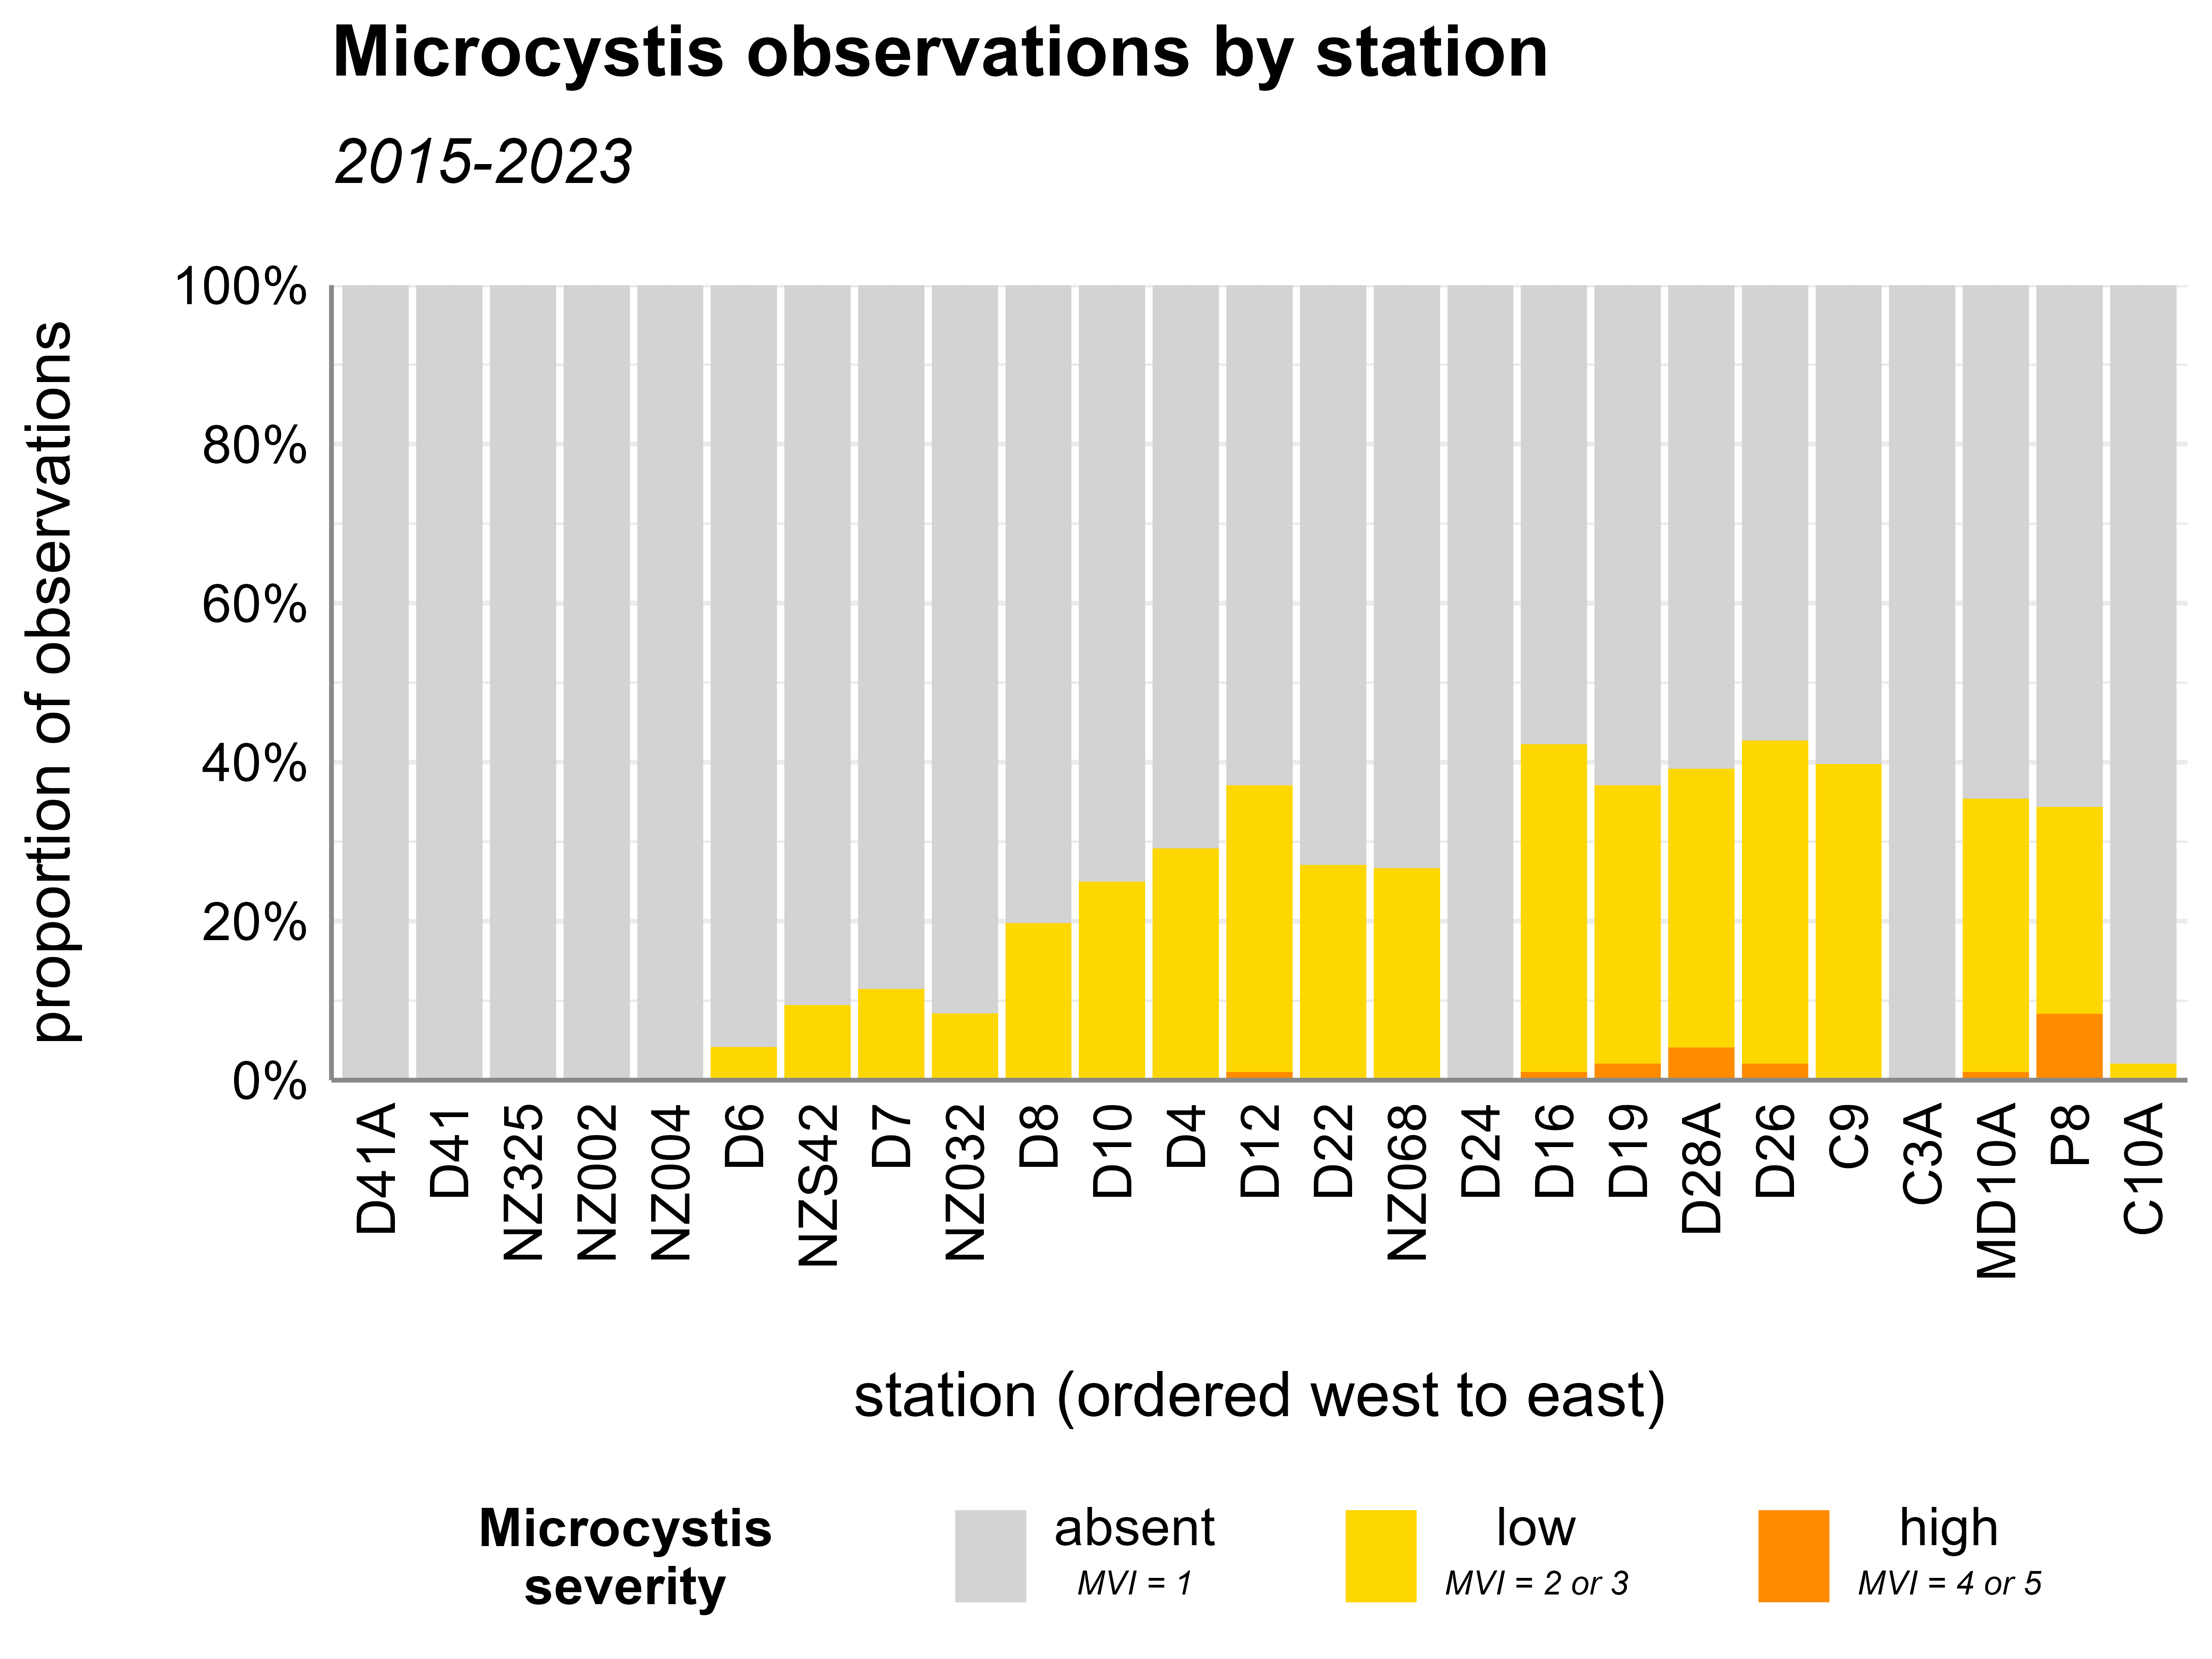 Microcystis observations by station
2015-2023
proportion of observations
100%
80%
60%
40%
20%
0%
D41A
D41
NZ325
NZ002
NZ004
D6
NZS42
D7
NZ032
D8
D10
D4
D12
D22
NZ068
D24
D16
D19
D28A
D26
C9
C3A
MD10A
P8
C10A
station (ordered west to east)
Microcystis
severity
absent
MVI = 1
low
MVI = 2 or 3
high
MVI = 4 or 5